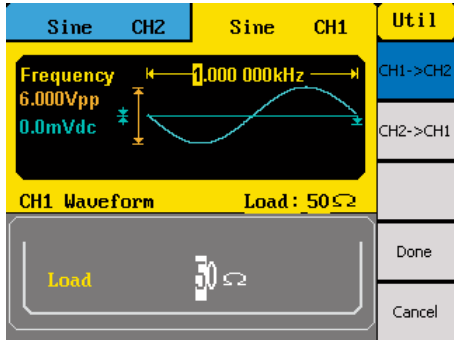 Sine CH2 Sine CH1 Util
Frequency 1.000 000kHz
6.000Vpp
0.0mVdc
CH1 Waveform Load: 50Ω
Load 50 Ω
CH1->CH2
CH2->CH1
Done
Cancel